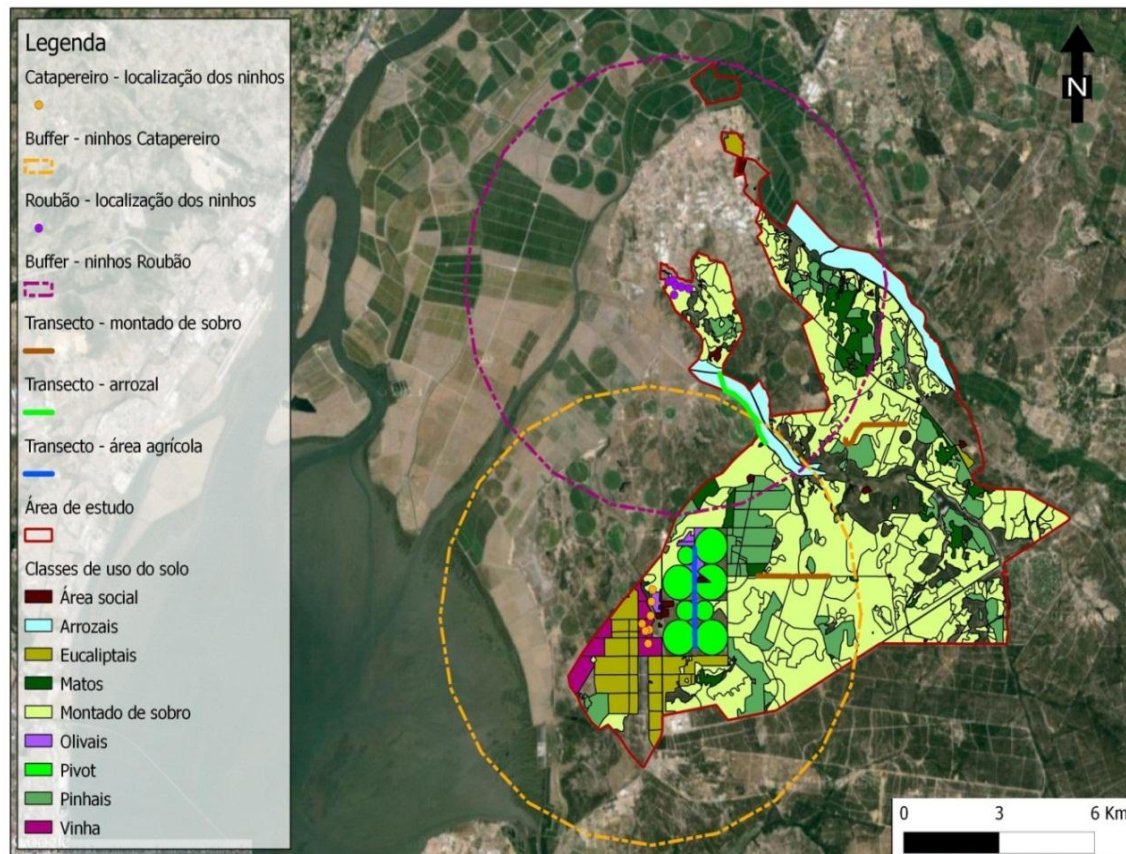 Legenda
Catapereiro - localização dos ninhos
Buffer - ninhos Catapereiro
Roubão - localização dos ninhos
Buffer - ninhos Roubão
Transecto - montado de sobro
Transecto - arrozal
Transecto - área agrícola
Área de estudo
Classes de uso do solo
Área social
Arrozais
Eucaliptais
Matos
Montado de sobro
Olivais
Pivot
Pinhais
Vinha
N
0 3 6 Km